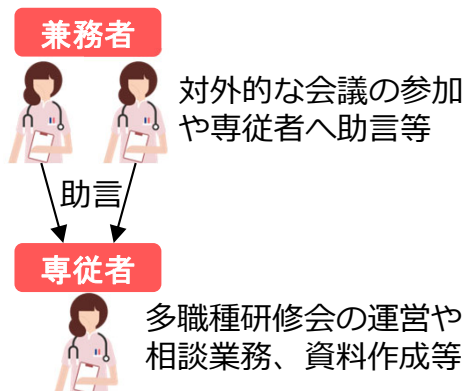 兼務者
対外的な会議の参加
や専従者へ助言等
助言
専従者
多職種研修会の運営や
相談業務、資料作成等